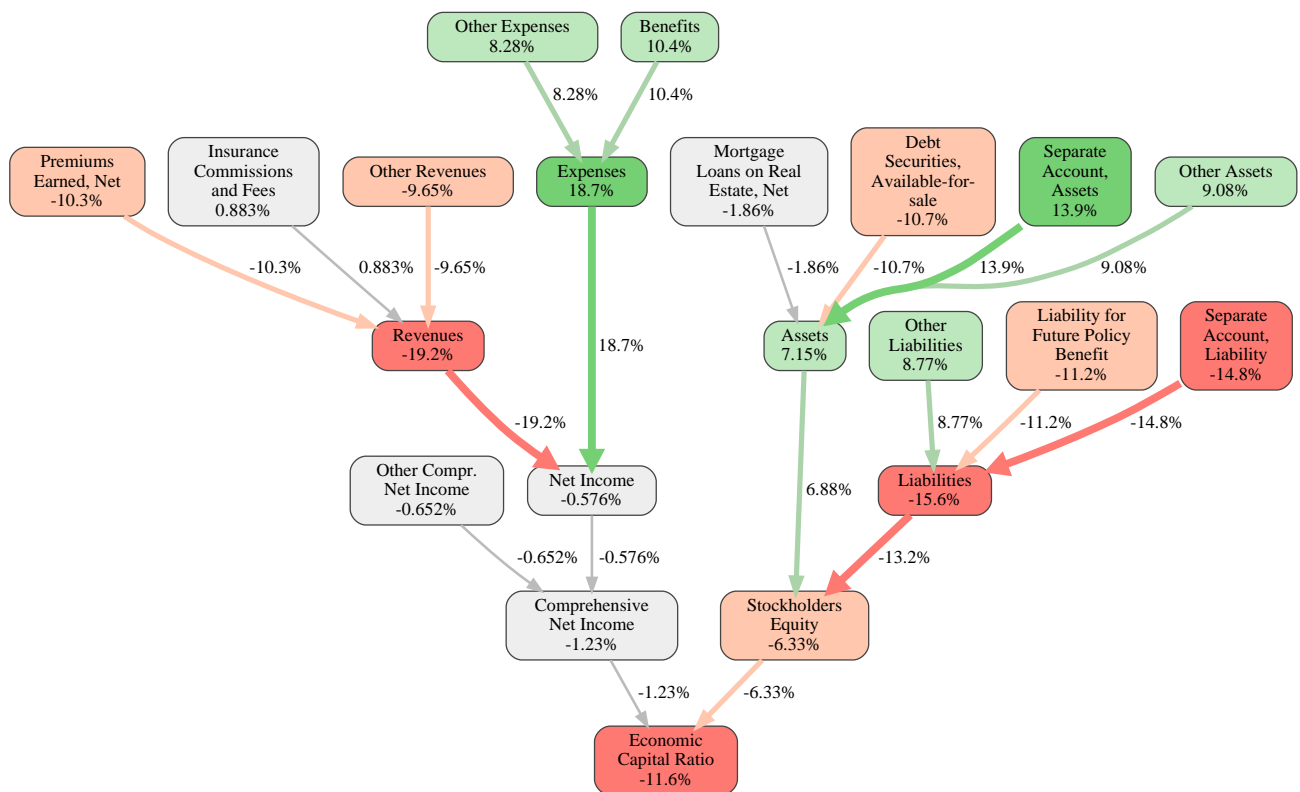 Other Expenses
8.28%
Benefits
10.4%
8.28%
10.4%
Premiums
Earned, Net
-10.3%
Insurance
Commissions
and Fees
0.883%
Other Revenues
-9.65%
Expenses
18.7%
Mortgage
Loans on Real
Estate, Net
-1.86%
Debt
Securities,
Available-for-
sale
-10.7%
Separate
Account,
Assets
13.9%
Other Assets
9.08%
-10.3%
0.883%
-9.65%
-1.86%
-10.7%
13.9%
9.08%
Revenues
-19.2%
18.7%
Assets
7.15%
Other
Liabilities
8.77%
Liability for
Future Policy
Benefit
-11.2%
Separate
Account,
Liability
-14.8%
-19.2%
8.77%
-11.2%
-14.8%
Other Compr.
Net Income
-0.652%
Net Income
-0.576%
6.88%
Liabilities
-15.6%
-0.652%
-0.576%
-13.2%
Comprehensive
Net Income
-1.23%
Stockholders
Equity
-6.33%
-1.23%
-6.33%
Economic
Capital Ratio
-11.6%